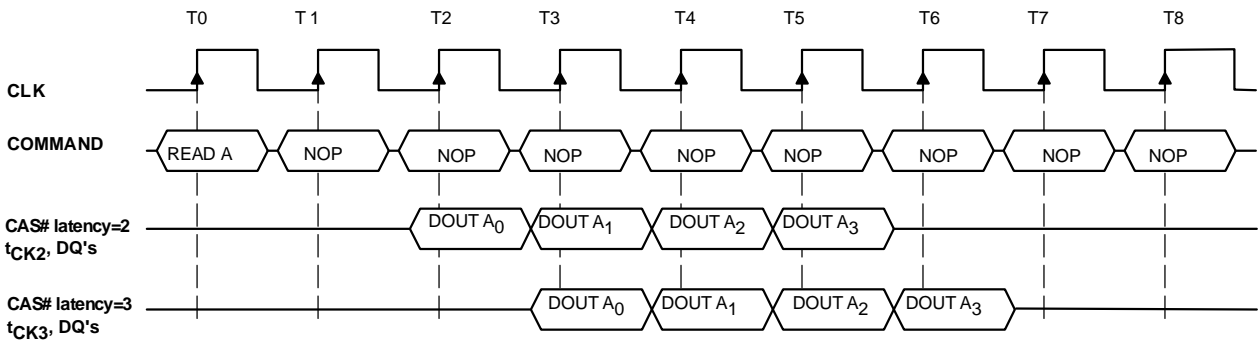 T0 T 1 T2 T3 T4 T5 T6 T7 T8
CLK
COMMAND READ A NOP NOP NOP NOP NOP NOP NOP NOP
CAS# latency=2 DOUT A0 DOUT A1 DOUT A2 DOUT A3
tCK2, DQ's
CAS# latency=3 DOUT A0 DOUT A1 DOUT A2 DOUT A3
tCK3, DQ's